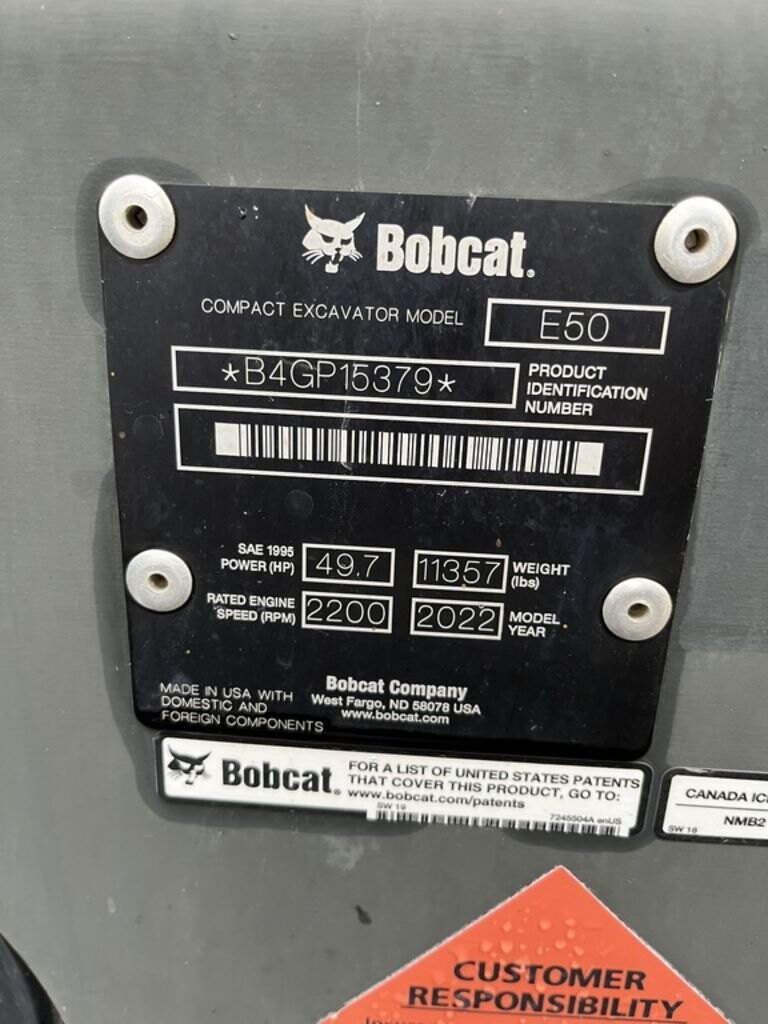 Bobcat.
COMPACT EXCAVATOR MODEL E50
*B4GP15379*
PRODUCT
IDENTIFICATION
NUMBER
SAE 1995
POWER (HP) 49.7
11357 WEIGHT
(lbs)
RATED ENGINE
SPEED (RPM) 2200
2022 MODEL
YEAR
MADE IN USA WITH
DOMESTIC AND
FOREIGN COMPONENTS
Bobcat Company
West Fargo, ND 58078 USA
www.bobcat.com
Bobcat.
FOR A LIST OF UNITED STATES PATENTS
THAT COVER THIS PRODUCT, GO TO:
www.bobcat.com/patents
SW 19
7245504A enUS
CANADA
NMB2
SW 18
CUSTOMER
RESPONSIBILITY